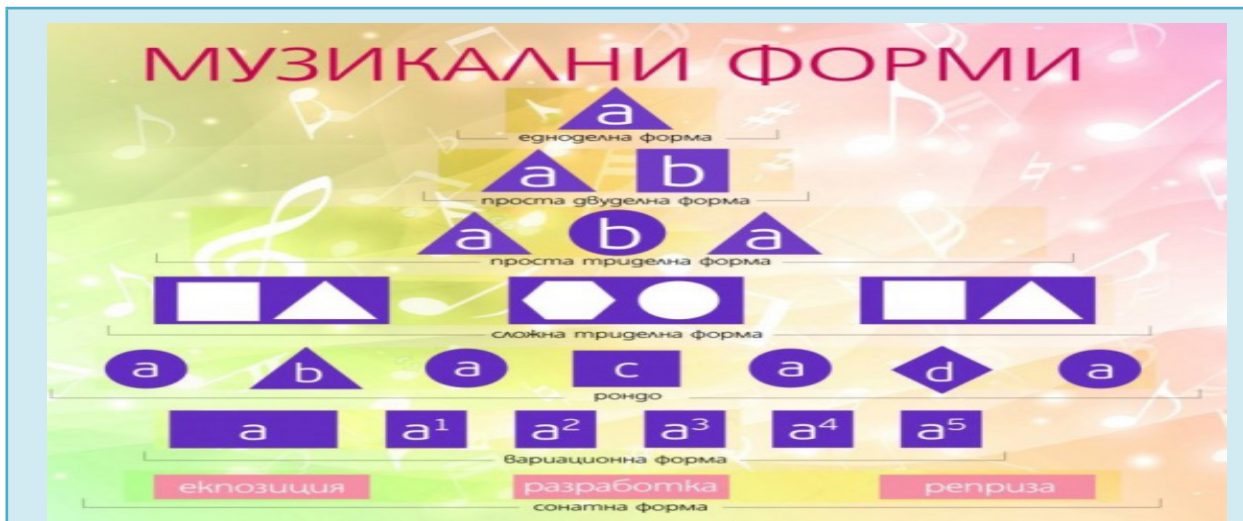 МУЗИКАЛНИ ФОРМИ
a
едноделна форма
a b
проста двуделна форма
a b a
проста триделна форма
сложна триделна форма
a b a c a d a
рондо
a a¹ a² a³ a⁴ a⁵
вариационна форма
екпозиция разработка реприза
сонатна форма